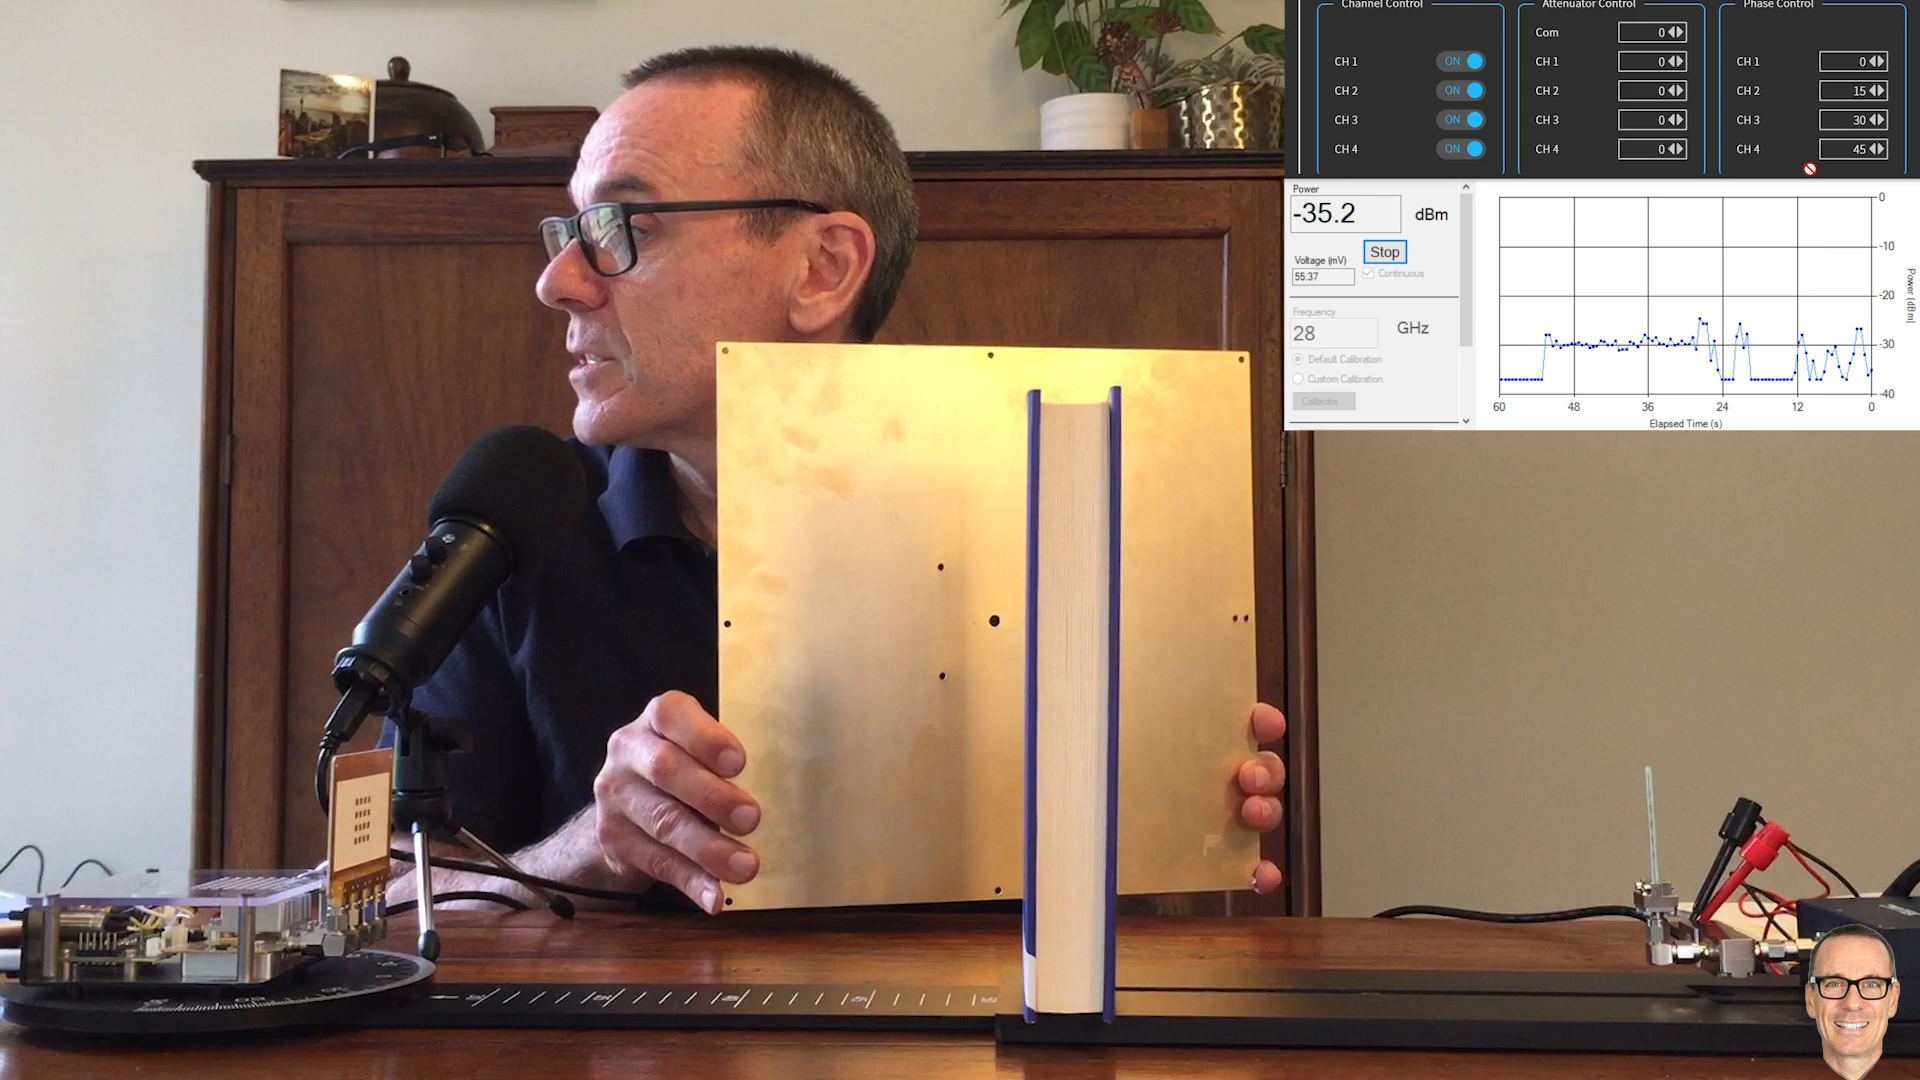 Channel Control
CH 1 ON
CH 2 ON
CH 3 ON
CH 4 ON
Attenuator Control
Com 0
CH 1 0
CH 2 0
CH 3 0
CH 4 0
Phase Control
CH 1 0
CH 2 15
CH 3 30
CH 4 45
Power
-35.2 dBm
Stop
Voltage (mV)
55.37
Continuous
Frequency
28 GHz
Default Calibration
Custom Calibration
Calibrate...
0
-10
-20
-30
-40
Power (dBm)
60 48 36 24 12 0
Elapsed Time (s)